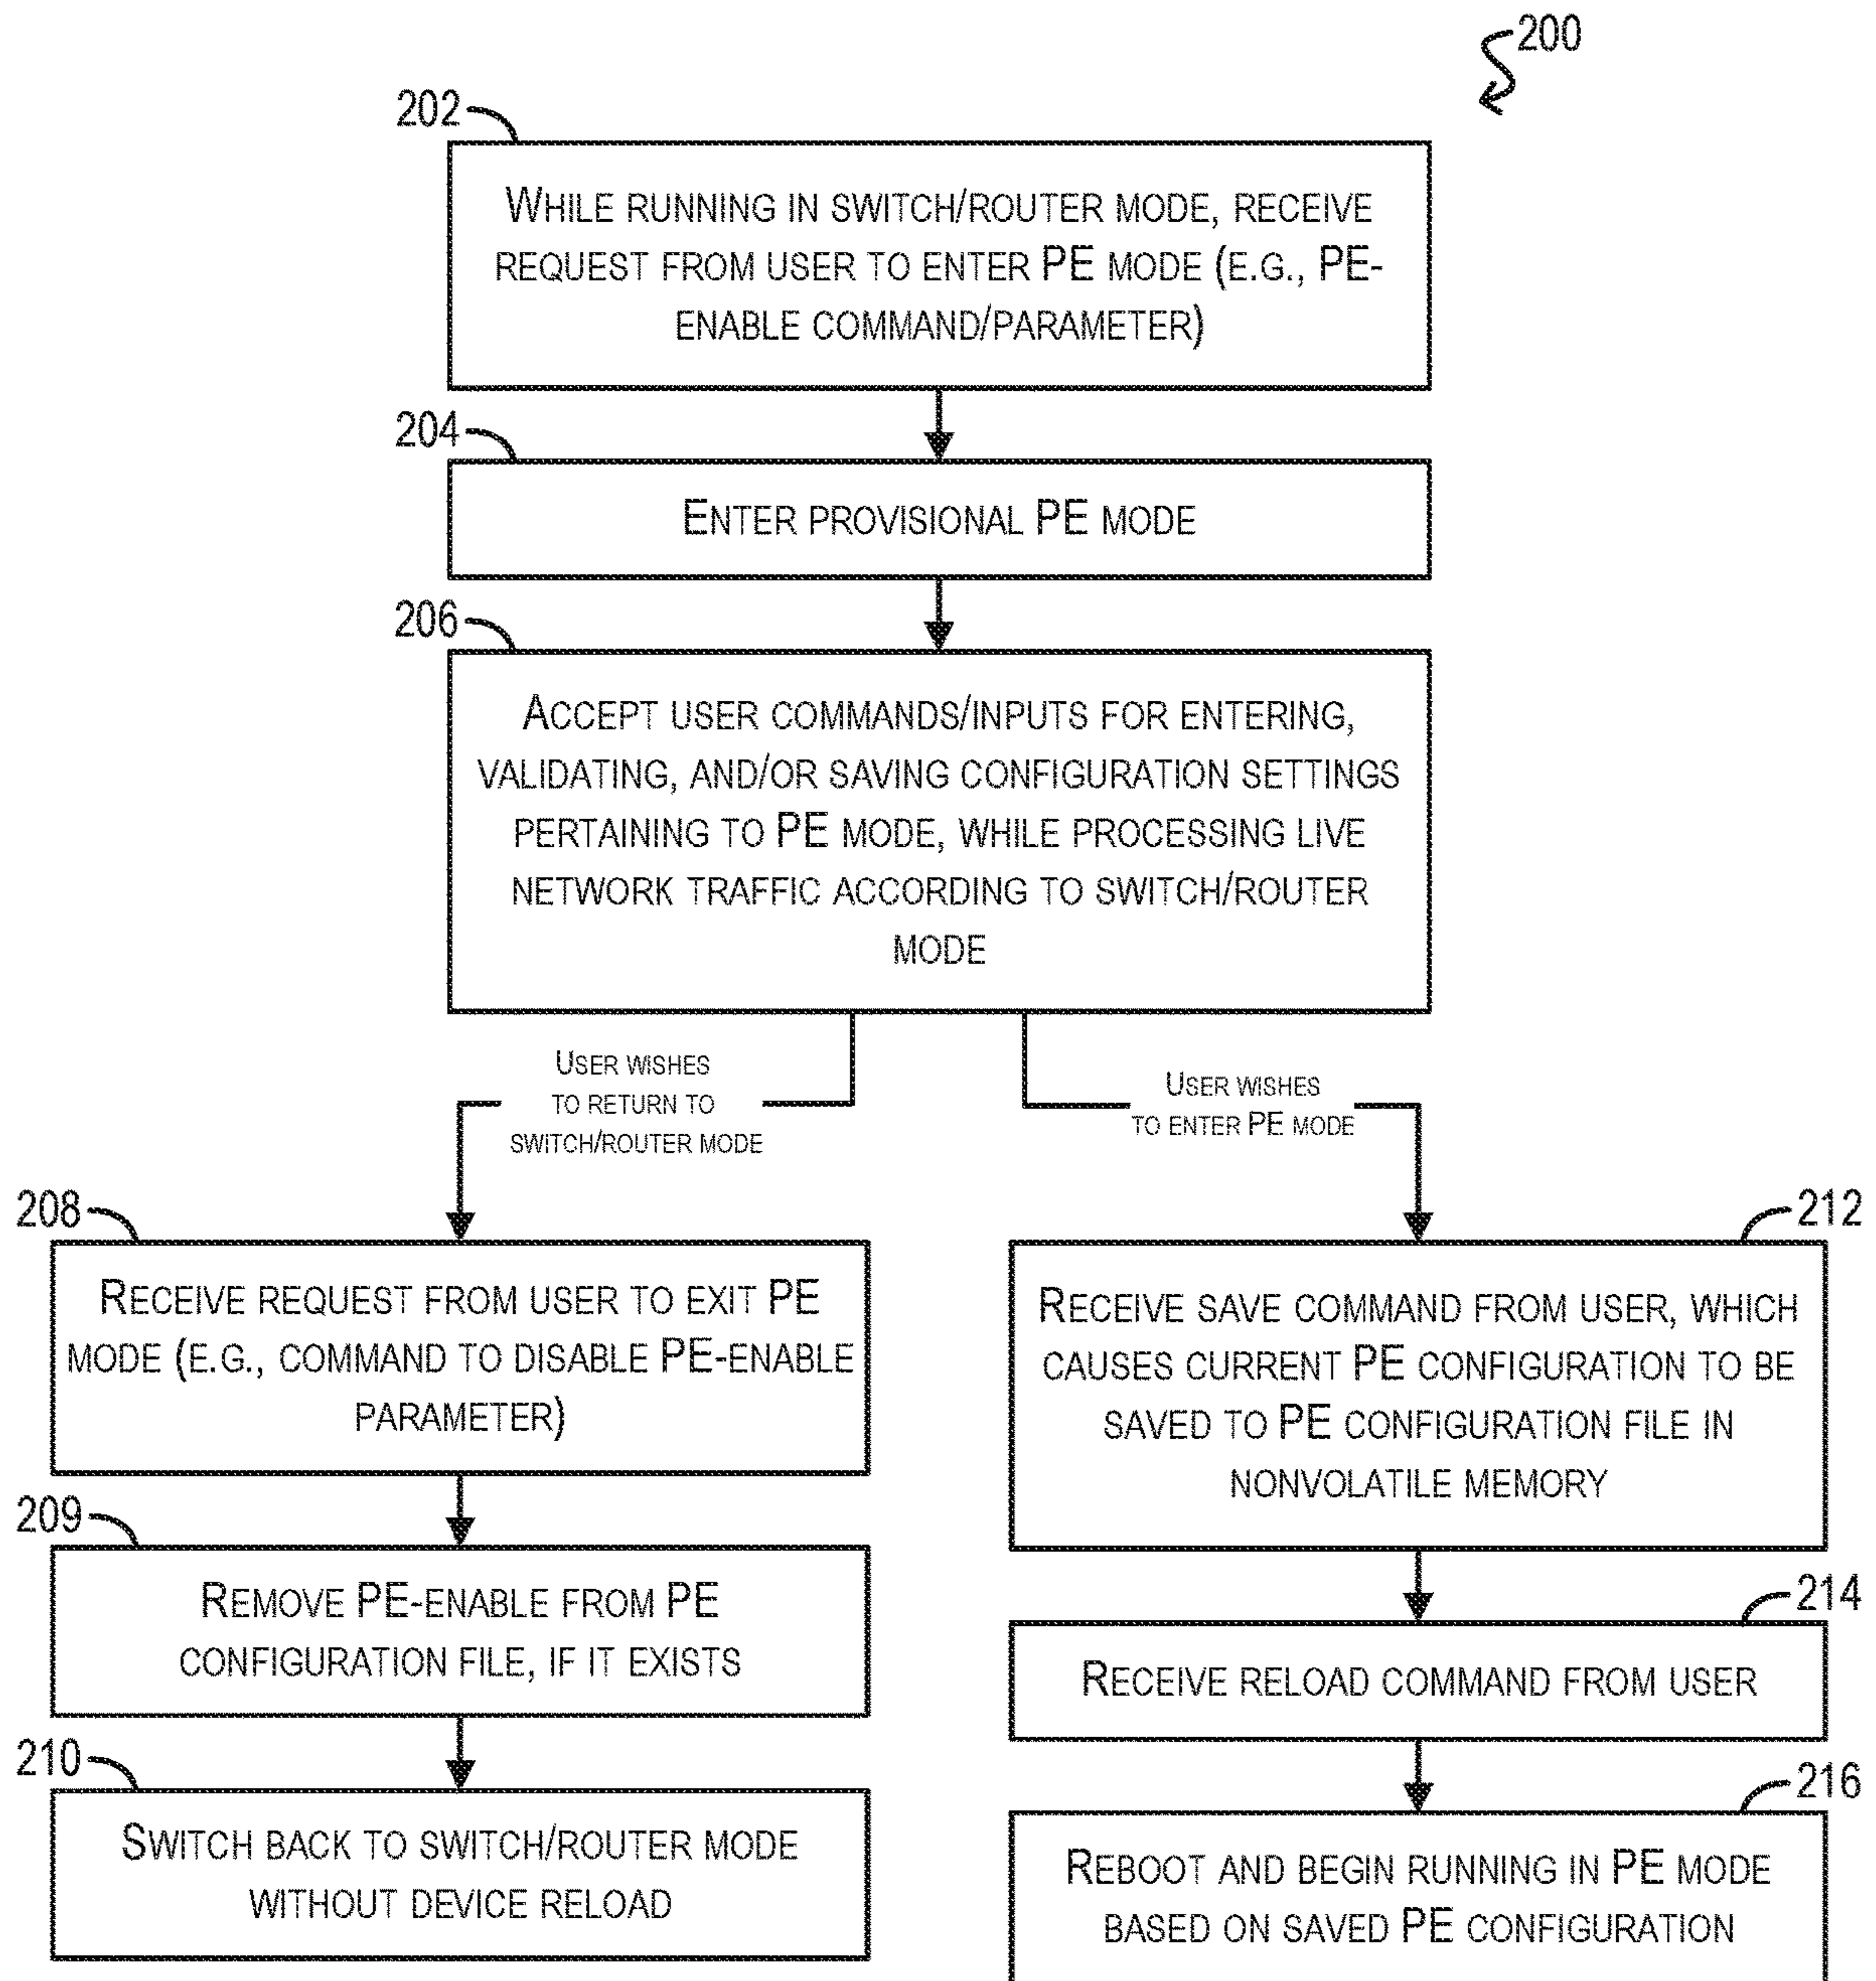 200
202
While running in switch/router mode, receive
request from user to enter PE mode (e.g., PE-
enable command/parameter)
204
Enter provisional PE mode
206
Accept user commands/inputs for entering,
validating, and/or saving configuration settings
pertaining to PE mode, while processing live
network traffic according to switch/router
mode
User wishes
to return to
switch/router mode
User wishes
to enter PE mode
208
Receive request from user to exit PE
mode (e.g., command to disable PE-enable
parameter)
209
Remove PE-enable from PE
configuration file, if it exists
210
Switch back to switch/router mode
without device reload
212
Receive save command from user, which
causes current PE configuration to be
saved to PE configuration file in
nonvolatile memory
214
Receive reload command from user
216
Reboot and begin running in PE mode
based on saved PE configuration